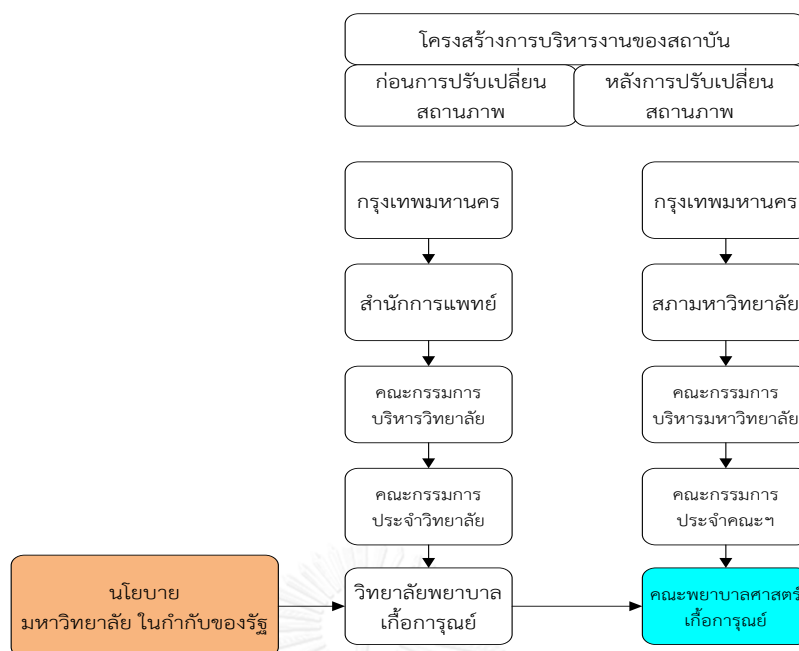 โครงสร้างการบริหารงานของสถาบัน
ก่อนการปรับเปลี่ยน
สถานภาพ
หลังการปรับเปลี่ยน
สถานภาพ
กรุงเทพมหานคร
กรุงเทพมหานคร
สำนักการแพทย์
สภามหาวิทยาลัย
คณะกรรมการ
บริหารวิทยาลัย
คณะกรรมการ
บริหารมหาวิทยาลัย
คณะกรรมการ
ประจำวิทยาลัย
คณะกรรมการ
ประจำคณะฯ
นโยบาย
มหาวิทยาลัย ในกำกับของรัฐ
วิทยาลัยพยาบาล
เกื้อการุณย์
คณะพยาบาลศาสตร์
เกื้อการุณย์